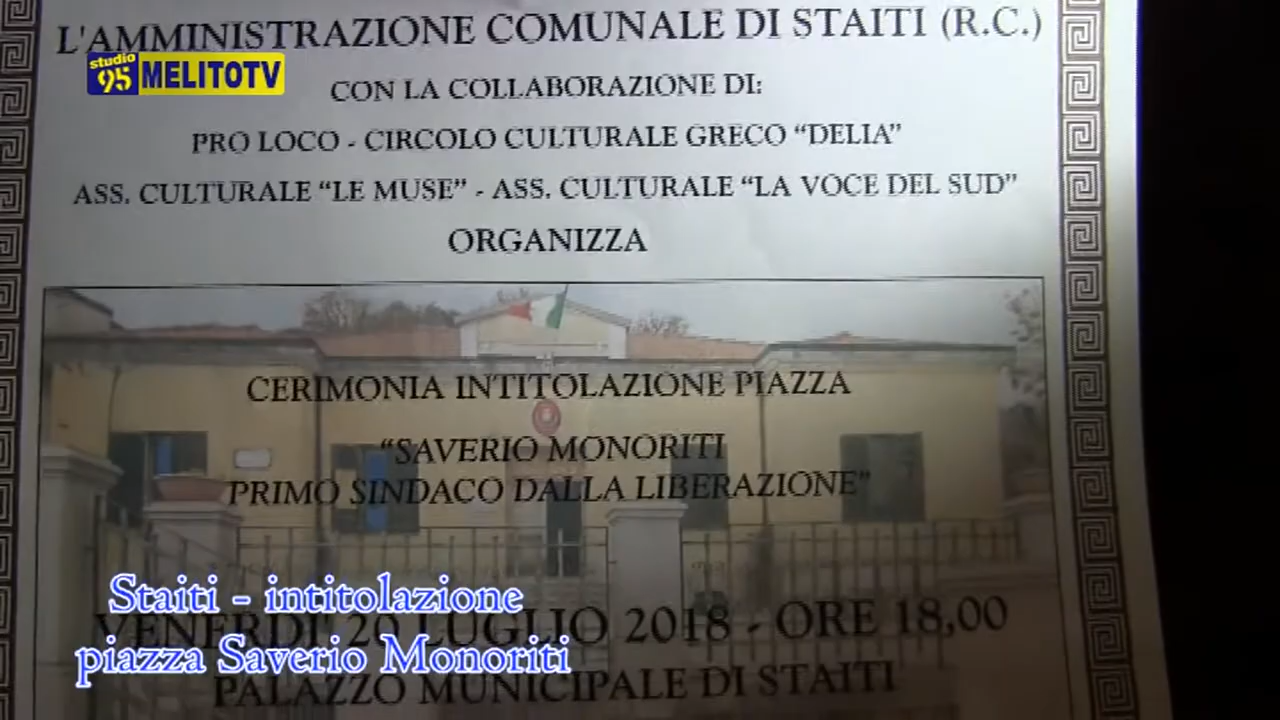 L'AMMINISTRAZIONE COMUNALE DI STAITI (R.C.)
studio
95 MELITOTV
CON LA COLLABORAZIONE DI:
PRO LOCO - CIRCOLO CULTURALE GRECO "DELIA"
ASS. CULTURALE "LE MUSE" - ASS. CULTURALE "LA VOCE DEL SUD"
ORGANIZZA
CERIMONIA INTITOLAZIONE PIAZZA
"SAVERIO MONORITI
PRIMO SINDACO DALLA LIBERAZIONE"
Staiti - intitolazione
VENERDI' 20 LUGLIO 2018 - ORE 18,00
piazza Saverio Monoriti
PALAZZO MUNICIPALE DI STAITI